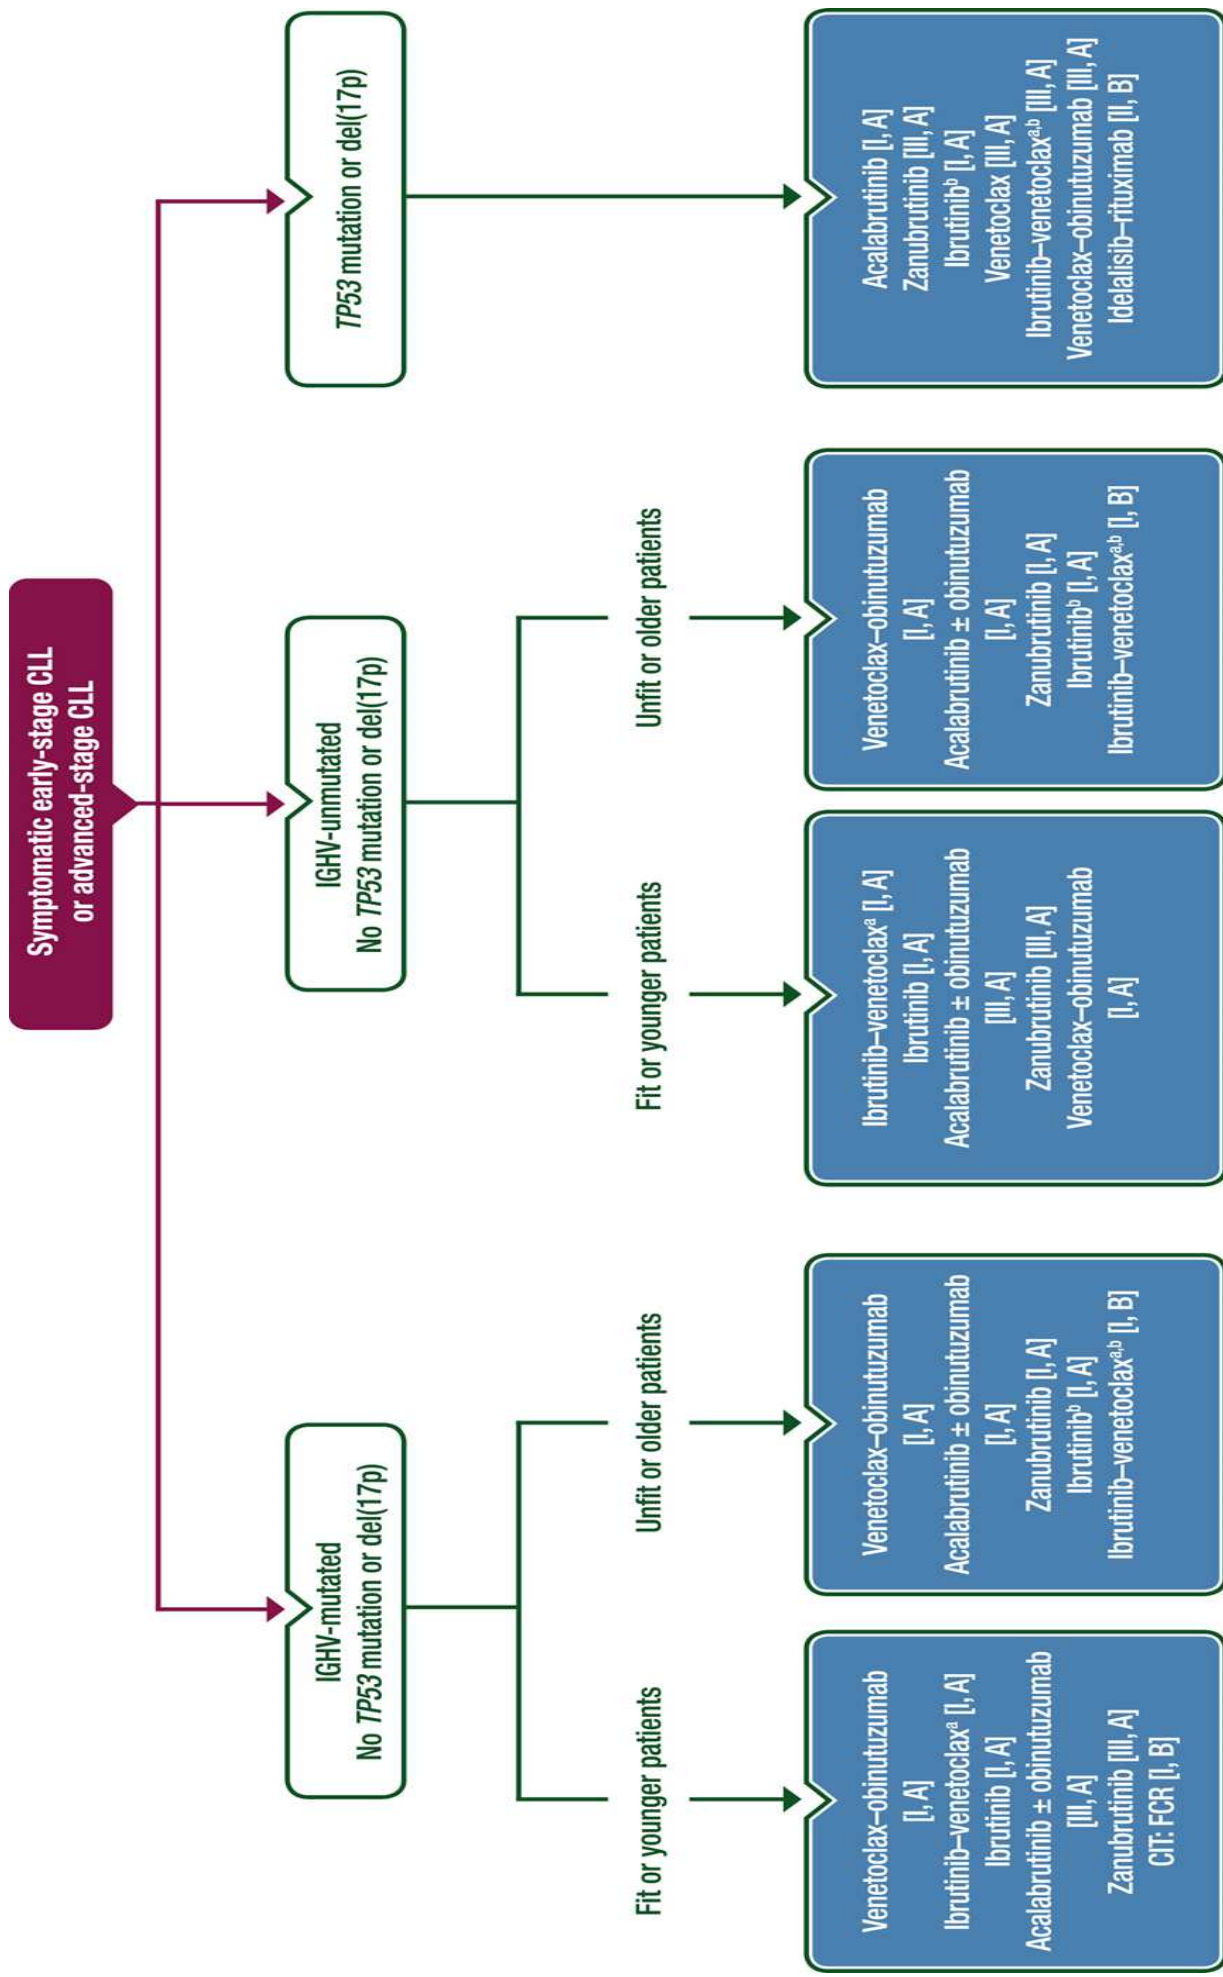 Symptomatic early-stage CLL
or advanced-stage CLL
IGHV-mutated
No TP53 mutation or del(17p)
IGHV-unmutated
No TP53 mutation or del(17p)
TP53 mutation or del(17p)
Fit or younger patients
Unfit or older patients
Fit or younger patients
Unfit or older patients
Venetoclax–obinutuzumab
[I, A]
Ibrutinib–venetoclaxᵃ [I, A]
Ibrutinib [I, A]
Acalabrutinib ± obinutuzumab
[III, A]
Zanubrutinib [III, A]
CIT: FCR [I, B]
Venetoclax–obinutuzumab
[I, A]
Acalabrutinib ± obinutuzumab
[I, A]
Zanubrutinib [I, A]
Ibrutinibᵇ [I, A]
Ibrutinib–venetoclaxᵃ,ᵇ [I, B]
Ibrutinib–venetoclaxᵃ [I, A]
Ibrutinib [I, A]
Acalabrutinib ± obinutuzumab
[III, A]
Zanubrutinib [III, A]
Venetoclax–obinutuzumab
[I, A]
Venetoclax–obinutuzumab
[I, A]
Acalabrutinib ± obinutuzumab
[I, A]
Zanubrutinib [I, A]
Ibrutinibᵇ [I, A]
Ibrutinib–venetoclaxᵃ,ᵇ [I, B]
Acalabrutinib [I, A]
Zanubrutinib [III, A]
Ibrutinibᵇ [I, A]
Venetoclax [III, A]
Ibrutinib–venetoclaxᵃ,ᵇ [III, A]
Venetoclax–obinutuzumab [III, A]
Idelalisib–rituximab [II, B]